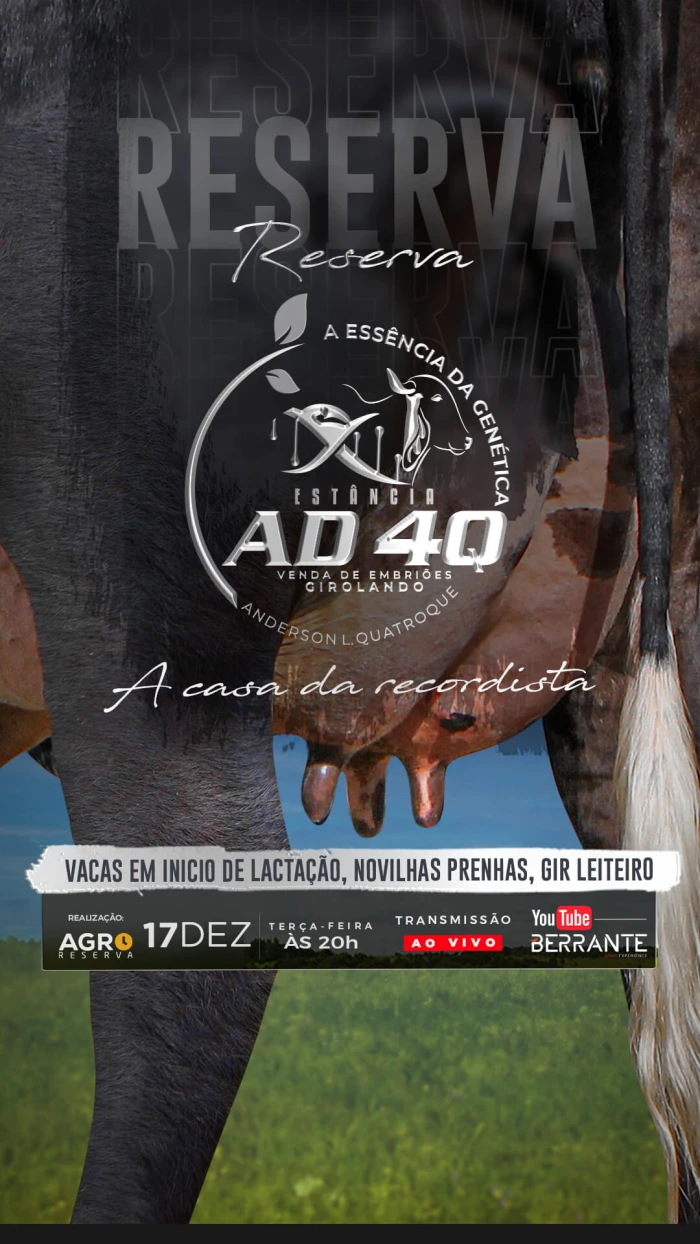 RESERVA
RESERVA
Reserva
RESERVA
A ESSÊNCIA DA GENÉTICA
ESTÂNCIA
AD 4Q
VENDA DE EMBRIÕES
GIROLANDO
ANDERSON L. QUATROQUE
A casa da recordista
VACAS EM INICIO DE LACTAÇÃO, NOVILHAS PRENHAS, GIR LEITEIRO
REALIZAÇÃO:
AGRO
RESERVA
17DEZ
TERÇA-FEIRA
ÀS 20h
TRANSMISSÃO
AO VIVO
YouTube
BERRANTE